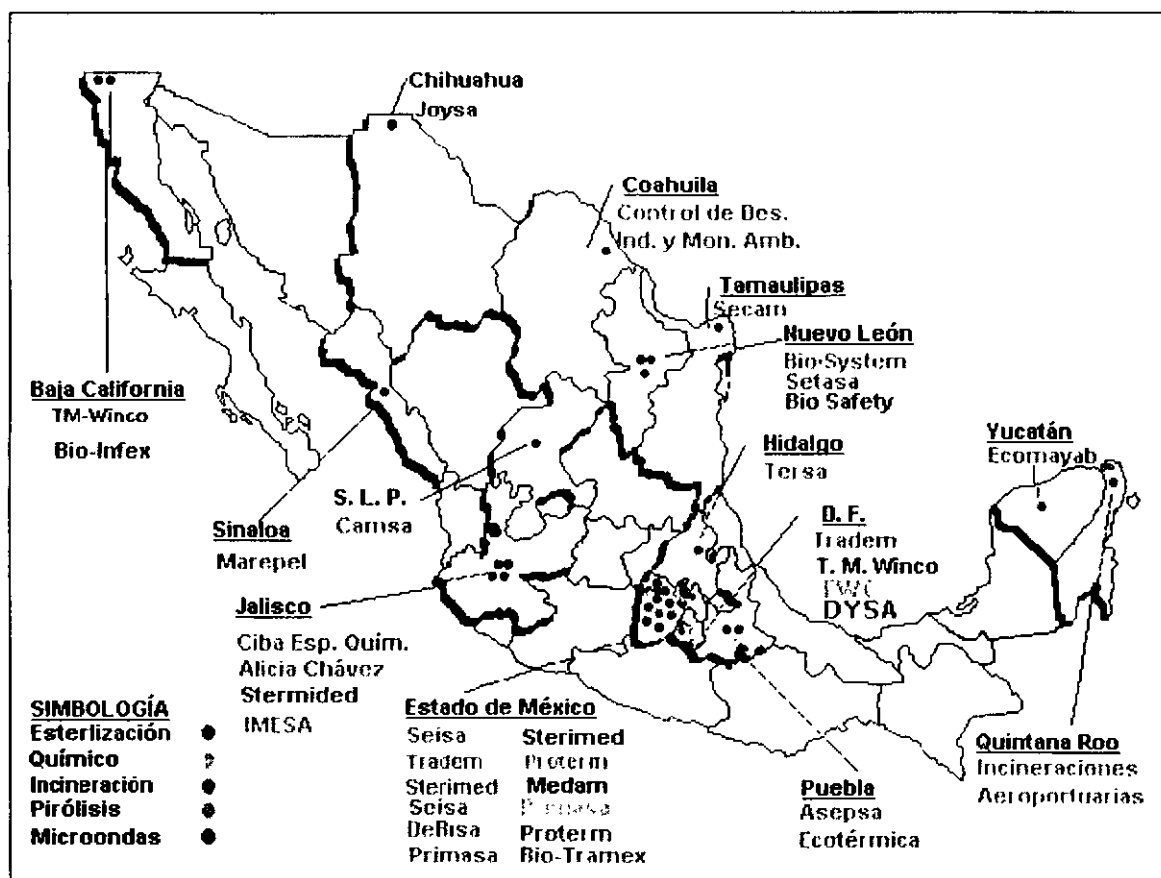 Chihuahua
Joysa
Coahuila
Control de Des.
Ind. y Mon. Amb.
Tamaulipas
Secam
Nuevo León
Bio-System
Setasa
Bio Safety
Baja California
TM-Winco
Bio-Infex
Hidalgo
Tersa
Yucatán
Ecomayab
S. L. P.
Camsa
Sinaloa
Marepel
D. F.
Tradem
T. M. Winco
DYSA
Jalisco
Ciba Esp. Quim.
Alicia Chávez
Stermided
IMESA
Estado de México
Seisa Sterimed
Tradem Proterm
Sterimed Medam
Seisa
DeRisa Proterm
Primasa Bio-Tramex
Puebla
Asepsa
Ecotérmica
Quintana Roo
Incineraciones
Aeroportuarias
SIMBOLOGÍA
Esterlización
Químico
Incineración
Pirólisis
Microondas